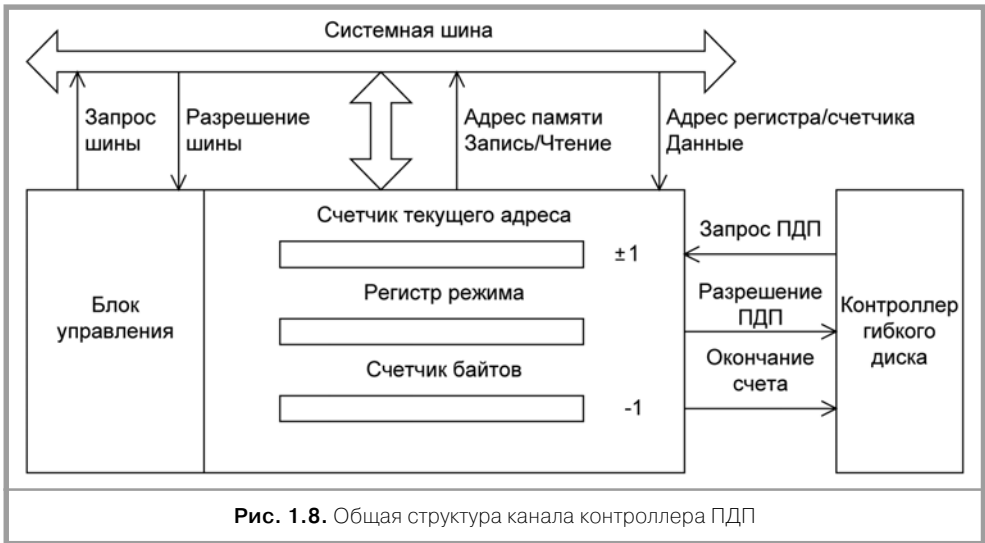 Системная шина
Запрос
шины
Разрешение
шины
Адрес памяти
Запись/Чтение
Адрес регистра/счетчика
Данные
Счетчик текущего адреса
±1
Регистр режима
Счетчик байтов
-1
Блок
управления
Запрос ПДП
Разрешение
ПДП
Окончание
счета
Контроллер
гибкого
диска
Рис. 1.8. Общая структура канала контроллера ПДП